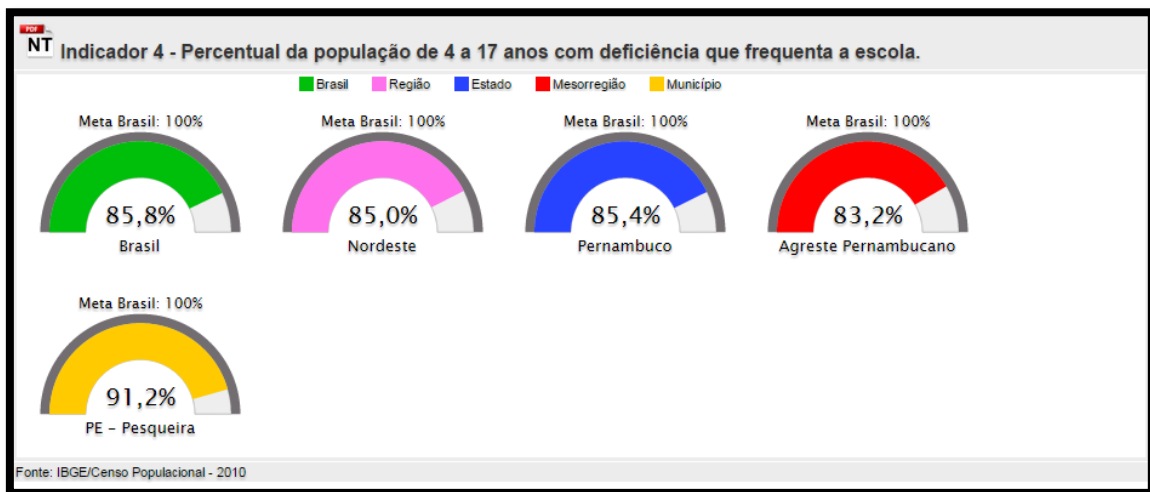 PDF
NT Indicador 4 - Percentual da população de 4 a 17 anos com deficiência que frequenta a escola.
Brasil Região Estado Mesorregião Município
Meta Brasil: 100% Meta Brasil: 100% Meta Brasil: 100% Meta Brasil: 100%
85,8% 85,0% 85,4% 83,2%
Brasil Nordeste Pernambuco Agreste Pernambucano
Meta Brasil: 100%
91,2%
PE – Pesqueira
Fonte: IBGE/Censo Populacional - 2010